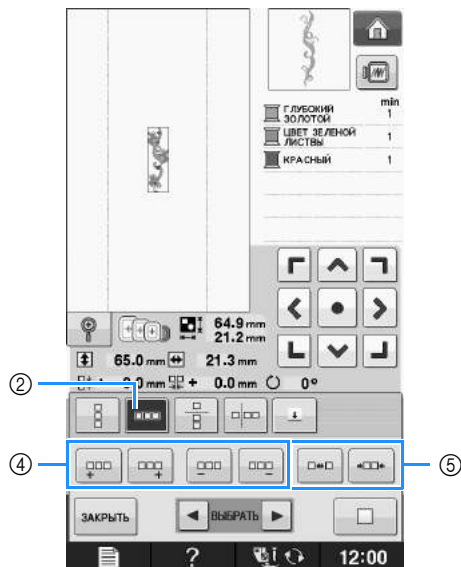 min
ГЛУБОКИЙ
ЗОЛОТОЙ 1
ЦВЕТ ЗЕЛЕНОЙ
ЛИСТВЫ 1
КРАСНЫЙ 1
64.9 mm
21.2 mm
65.0 mm 21.3 mm
0.0 mm + 0.0 mm 0°
②
④
⑤
ЗАКРЫТЬ ВЫБРАТЬ
? 12:00